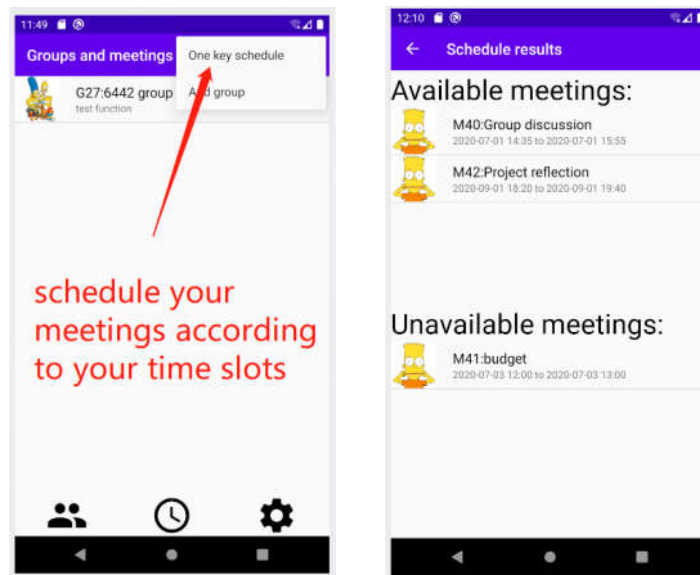 11:49
Groups and meetings
One key schedule
G27:6442 group
test function
group
schedule your
meetings according
to your time slots
12:10
Schedule results
Available meetings:
M40:Group discussion
2020-07-01 14:35 to 2020-07-01 15:55
M42:Project reflection
2020-09-01 18:20 to 2020-09-01 19:40
Unavailable meetings:
M41:budget
2020-07-03 12:00 to 2020-07-03 13:00